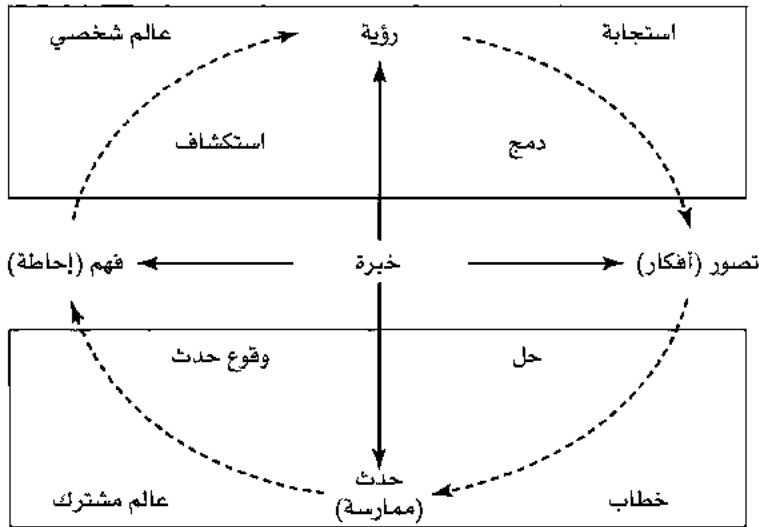 استجابة
رؤية
عالم شخصي
دمج
استكشاف
تصور (أفكار)
خبرة
فهم (إحاطة)
حل
وقوع حدث
خطاب
حدث
(ممارسة)
عالم مشترك